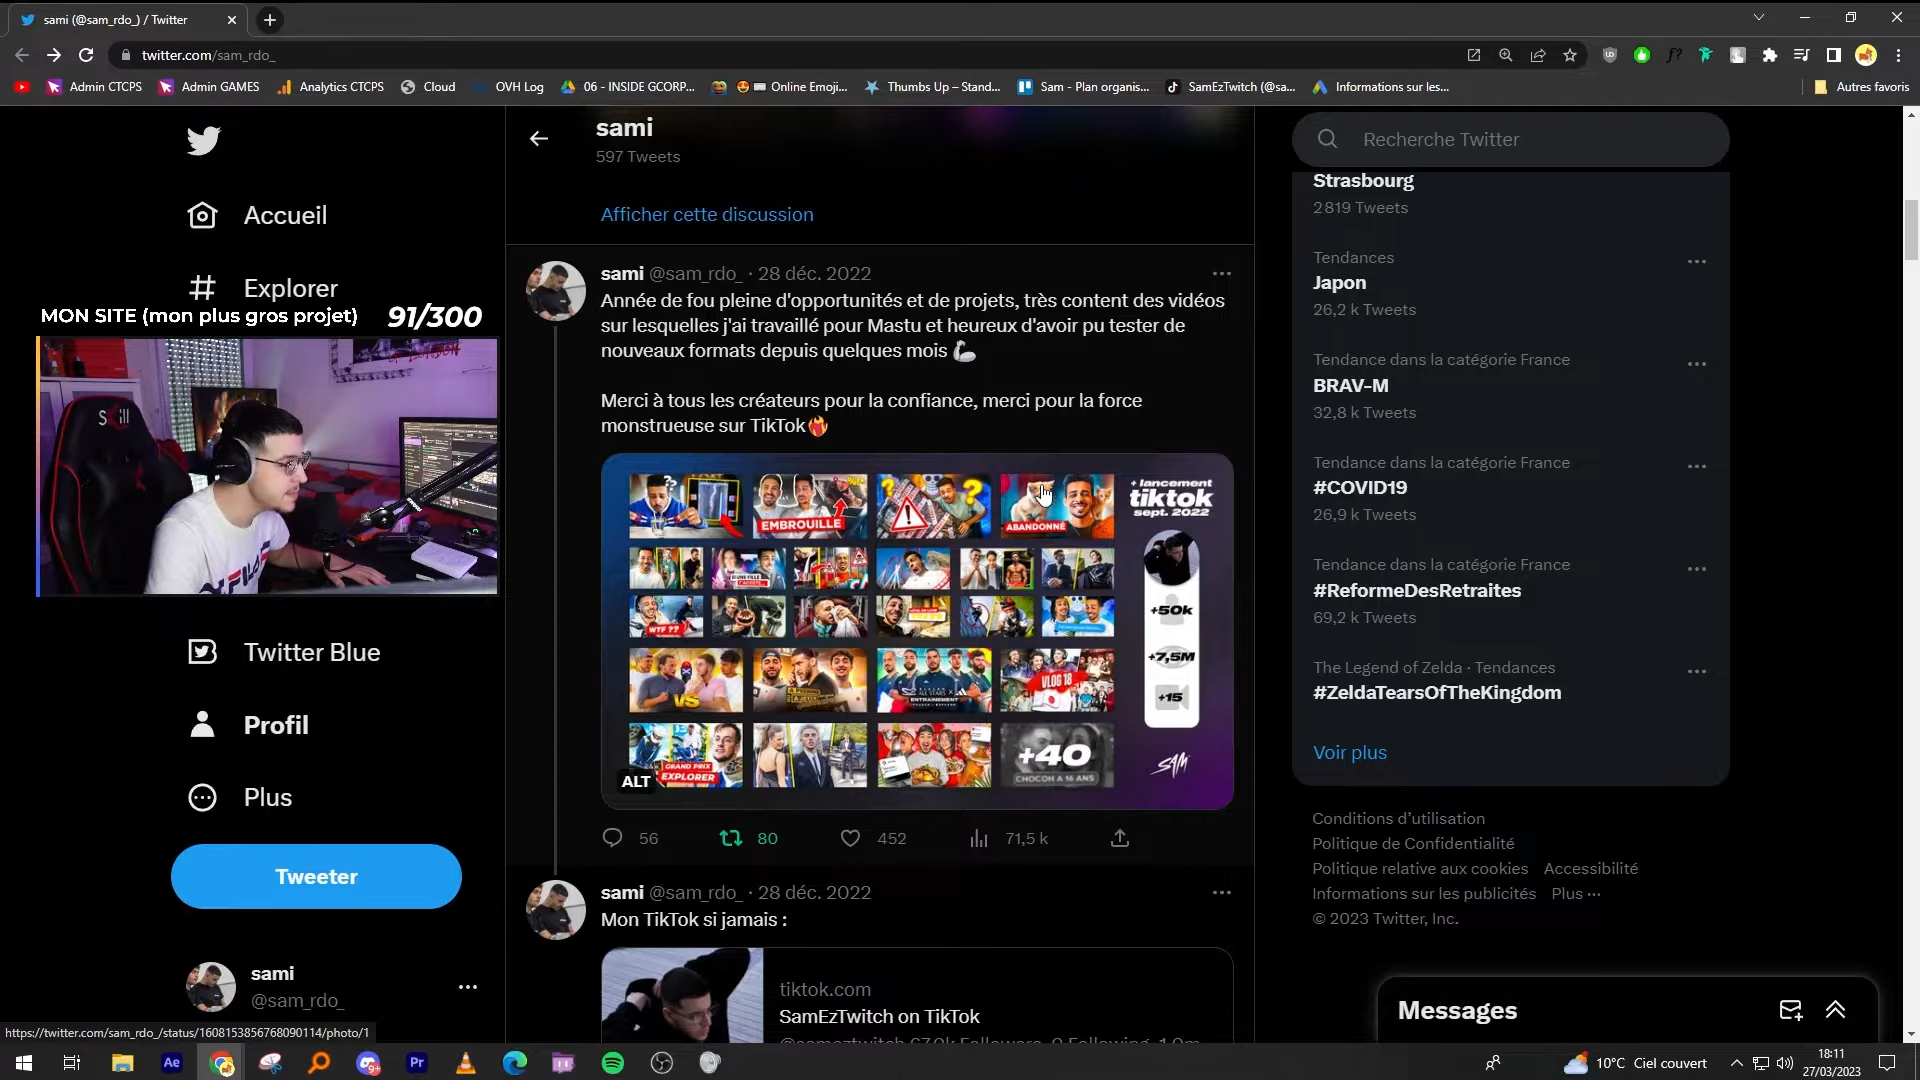 sami (@sam_rdo_) / Twitter
twitter.com/sam_rdo_
Admin CTCPS
Admin GAMES
Analytics CTCPS
Cloud
OVH Log
06 - INSIDE GCORP...
Online Emoji...
Thumbs Up – Stand...
Sam - Plan organis...
SamEzTwitch (@sa...
Informations sur les...
Autres favoris
Accueil
Explorer
MON SITE (mon plus gros projet) 91/300
Twitter Blue
Profil
Plus
Tweeter
sami
@sam_rdo_
sami
597 Tweets
Afficher cette discussion
sami @sam_rdo_ · 28 déc. 2022
Année de fou pleine d'opportunités et de projets, très content des vidéos
sur lesquelles j'ai travaillé pour Mastu et heureux d'avoir pu tester de
nouveaux formats depuis quelques mois 🦾
Merci à tous les créateurs pour la confiance, merci pour la force
monstrueuse sur TikTok❤️‍🔥
EMBROUILLE
ABANDONNÉ
+ lancement
tiktok
sept. 2022
WTF ??
VS
ENTRAINEMENT
VLOG 18
GRAND PRIX
EXPLORER
+40
CHOCOH A 16 ANS
+50k
+7,5M
+15
SAM
ALT
56
80
452
71,5 k
sami @sam_rdo_ · 28 déc. 2022
Mon TikTok si jamais :
tiktok.com
SamEzTwitch on TikTok
Recherche Twitter
Strasbourg
2 819 Tweets
Tendances
Japon
26,2 k Tweets
Tendance dans la catégorie France
BRAV-M
32,8 k Tweets
Tendance dans la catégorie France
#COVID19
26,9 k Tweets
Tendance dans la catégorie France
#ReformeDesRetraites
69,2 k Tweets
The Legend of Zelda · Tendances
#ZeldaTearsOfTheKingdom
Voir plus
Conditions d’utilisation
Politique de Confidentialité
Politique relative aux cookies Accessibilité
Informations sur les publicités Plus ···
© 2023 Twitter, Inc.
Messages
https://twitter.com/sam_rdo_/status/1608153856768090114/photo/1
Ae
9+
Pr
10°C Ciel couvert
18:11
27/03/2023